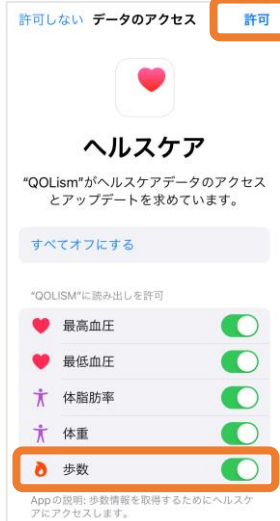 許可しない データのアクセス 許可
ヘルスケア
“QOLism”がヘルスケアデータのアクセス
とアップデートを求めています。
すべてオフにする
“QOLISM”に読み出しを許可
最高血圧
最低血圧
体脂肪率
体重
歩数
Appの説明: 歩数情報を取得するためにヘルスケ
アにアクセスします。